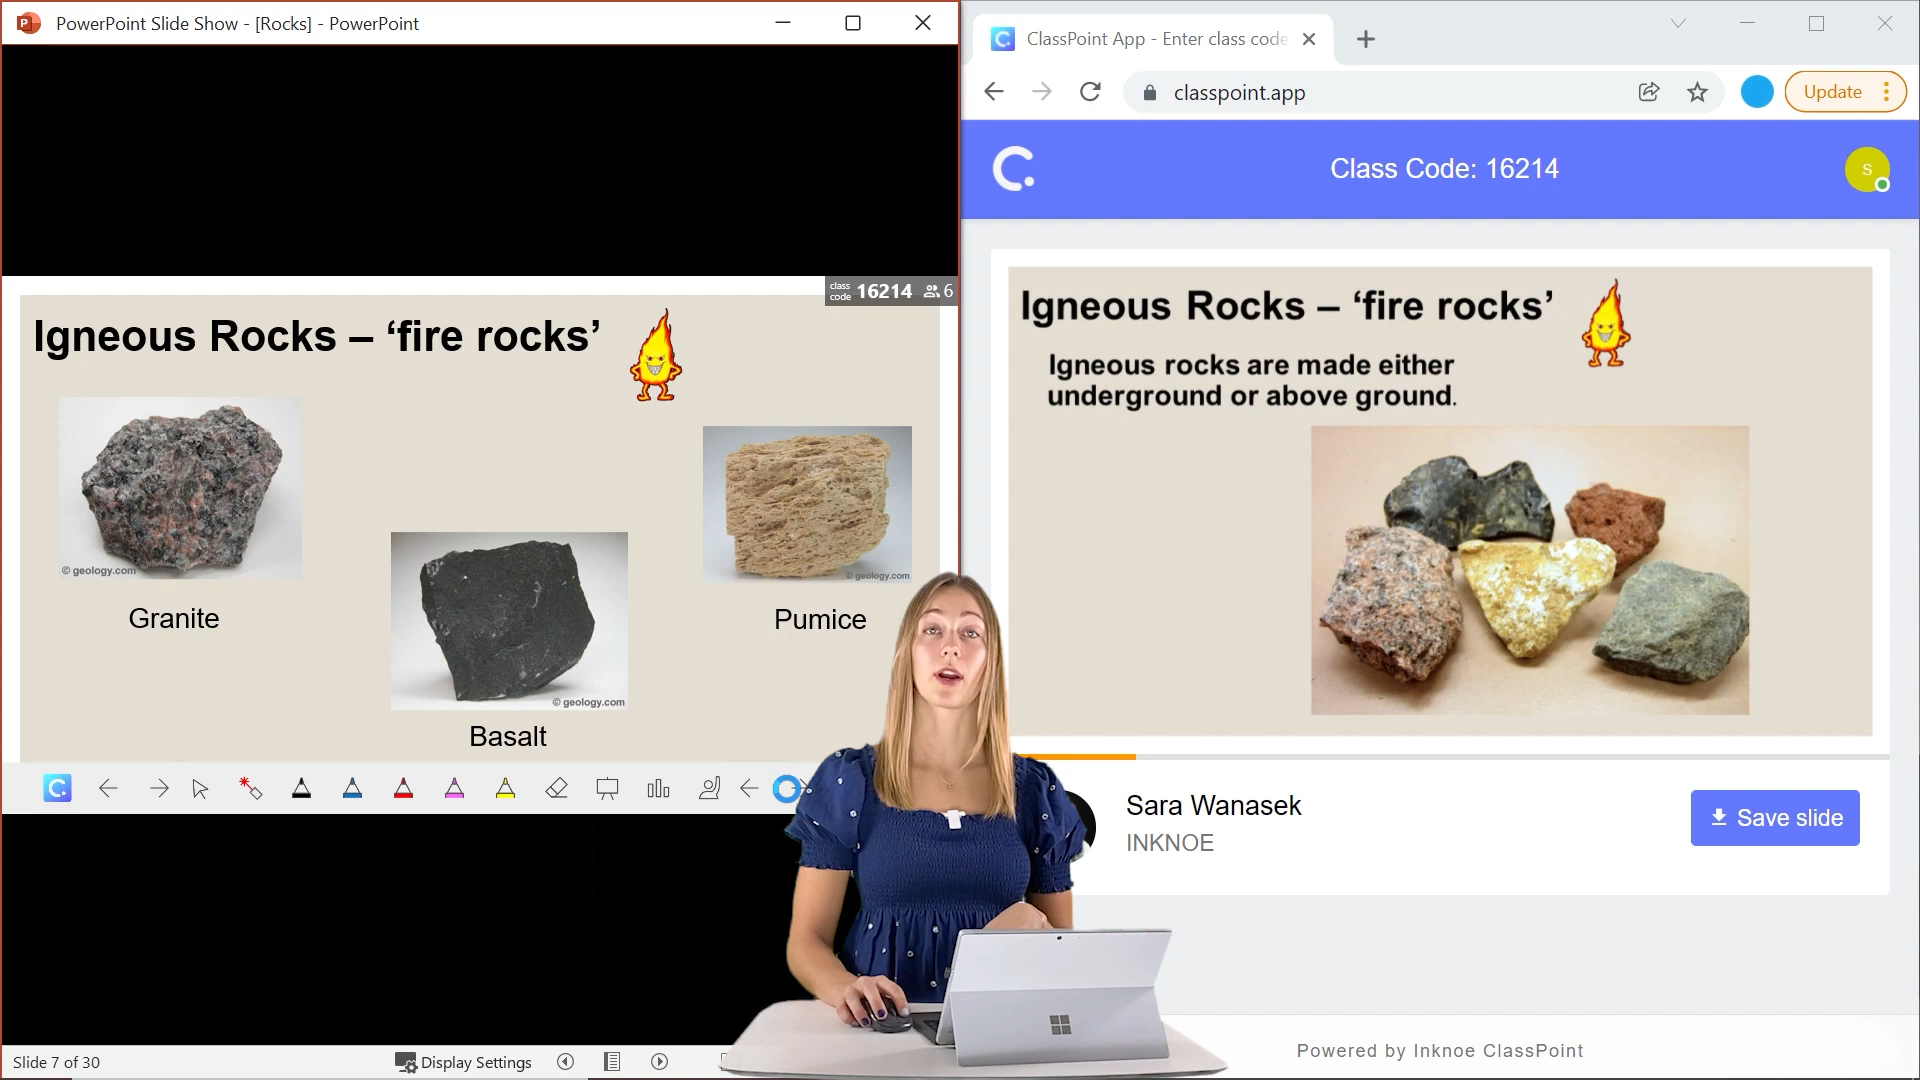 PowerPoint Slide Show - [Rocks] - PowerPoint
class
code 16214 6
Igneous Rocks – ‘fire rocks’
© geology.com
© geology.com
© geology.com
Granite
Pumice
Basalt
Slide 7 of 30
Display Settings
ClassPoint App - Enter class code
classpoint.app
Update
Class Code: 16214
S
Igneous Rocks – ‘fire rocks’
Igneous rocks are made either
underground or above ground.
Sara Wanasek
INKNOE
Save slide
Powered by Inknoe ClassPoint